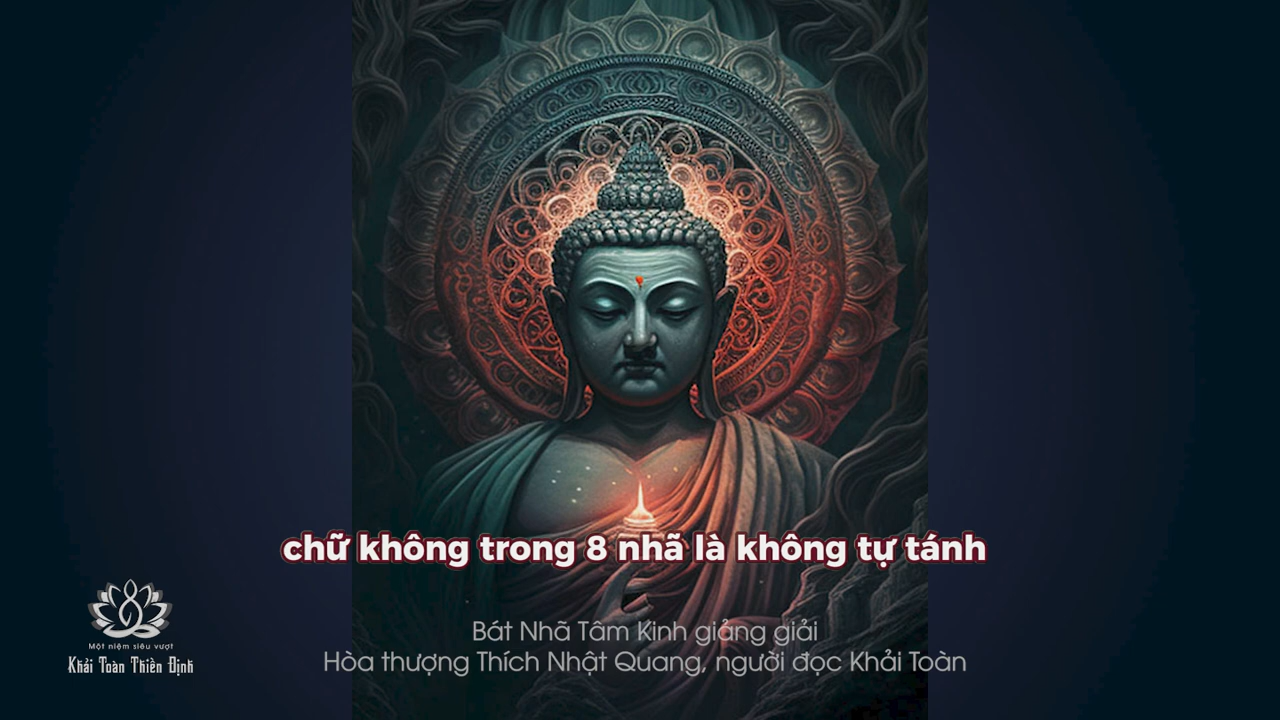 chữ không trong 8 nhã là không tự tánh
Bát Nhã Tâm Kinh giảng giải
Hòa thượng Thích Nhật Quang, người đọc Khải Toàn
Một niệm siêu vượt
Khải Toàn Thiền Định